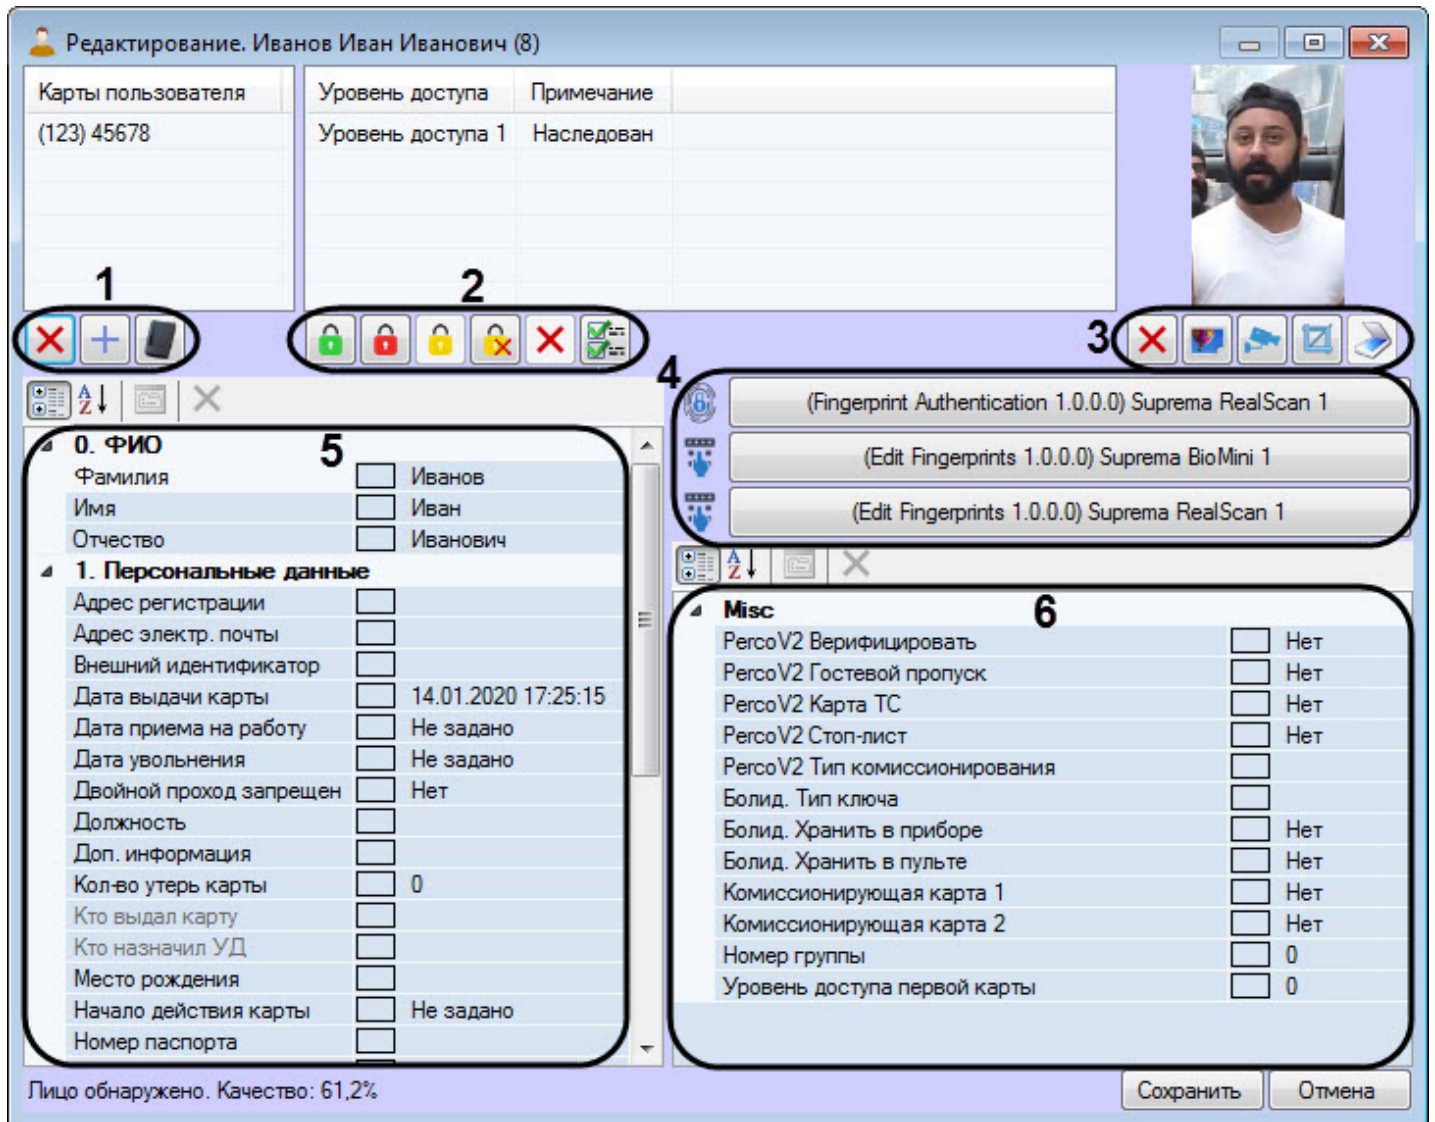 Редактирование. Иванов Иван Иванович (8)
Карты пользователя
Уровень доступа Примечание
(123) 45678
Уровень доступа 1 Наследован
1
2
3
4
(Fingerprint Authentication 1.0.0.0) Suprema RealScan 1
(Edit Fingerprints 1.0.0.0) Suprema BioMini 1
(Edit Fingerprints 1.0.0.0) Suprema RealScan 1
5
0. ФИО
Фамилия Иванов
Имя Иван
Отчество Иванович
1. Персональные данные
Адрес регистрации
Адрес электр. почты
Внешний идентификатор
Дата выдачи карты 14.01.2020 17:25:15
Дата приема на работу Не задано
Дата увольнения Не задано
Двойной проход запрещен Нет
Должность
Доп. информация
Кол-во утерь карты 0
Кто выдал карту
Кто назначил УД
Место рождения
Начало действия карты Не задано
Номер паспорта
6
Misc
PercoV2 Верифицировать Нет
PercoV2 Гостевой пропуск Нет
PercoV2 Карта ТС Нет
PercoV2 Стоп-лист Нет
PercoV2 Тип комиссионирования
Болид. Тип ключа
Болид. Хранить в приборе Нет
Болид. Хранить в пульте Нет
Комиссионирующая карта 1 Нет
Комиссионирующая карта 2 Нет
Номер группы 0
Уровень доступа первой карты 0
Лицо обнаружено. Качество: 61,2%
Сохранить
Отмена